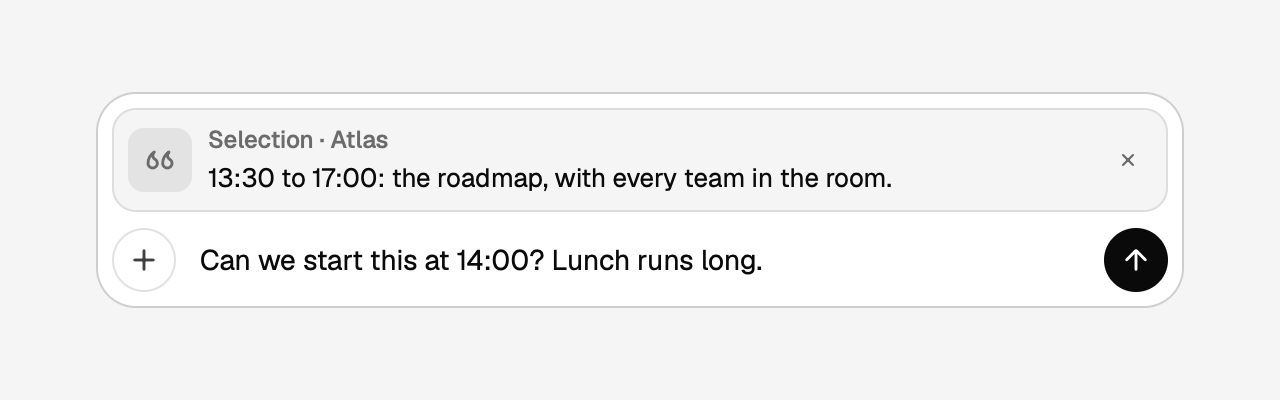 Selection · Atlas
13:30 to 17:00: the roadmap, with every team in the room.
Can we start this at 14:00? Lunch runs long.